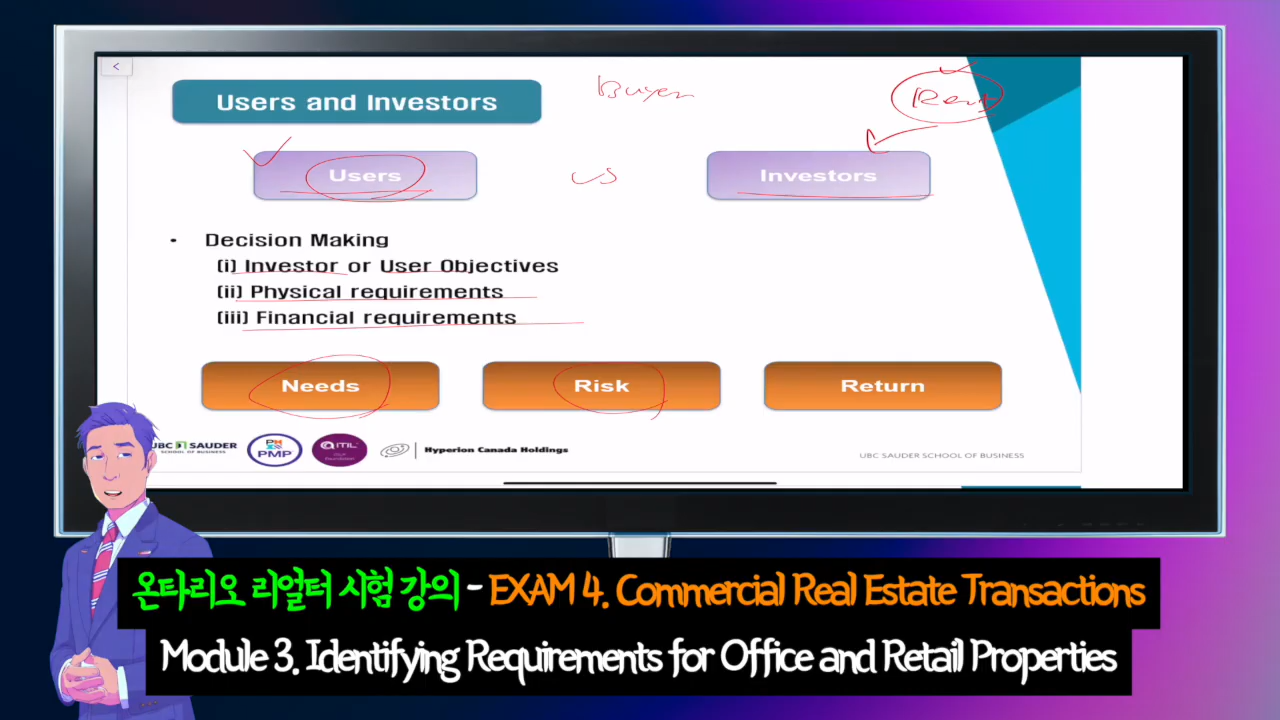 Users and Investors
Buyer
Rent
Users
vs
Investors
• Decision Making
(i) Investor or User Objectives
(ii) Physical requirements
(iii) Financial requirements
Needs
Risk
Return
UBC SAUDER
SCHOOL OF BUSINESS
PMP
ITIL
Hyperion Canada Holdings
UBC SAUDER SCHOOL OF BUSINESS
온타리오 리얼터 시험 강의 - EXAM 4. Commercial Real Estate Transactions
Module 3. Identifying Requirements for Office and Retail Properties